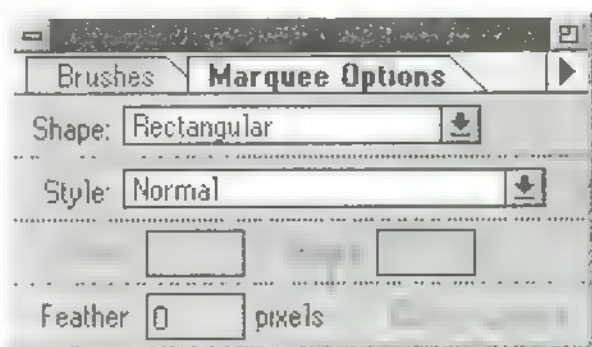 Brushes Marquee Options
Shape: Rectangular
Style: Normal
Feather 0 pixels